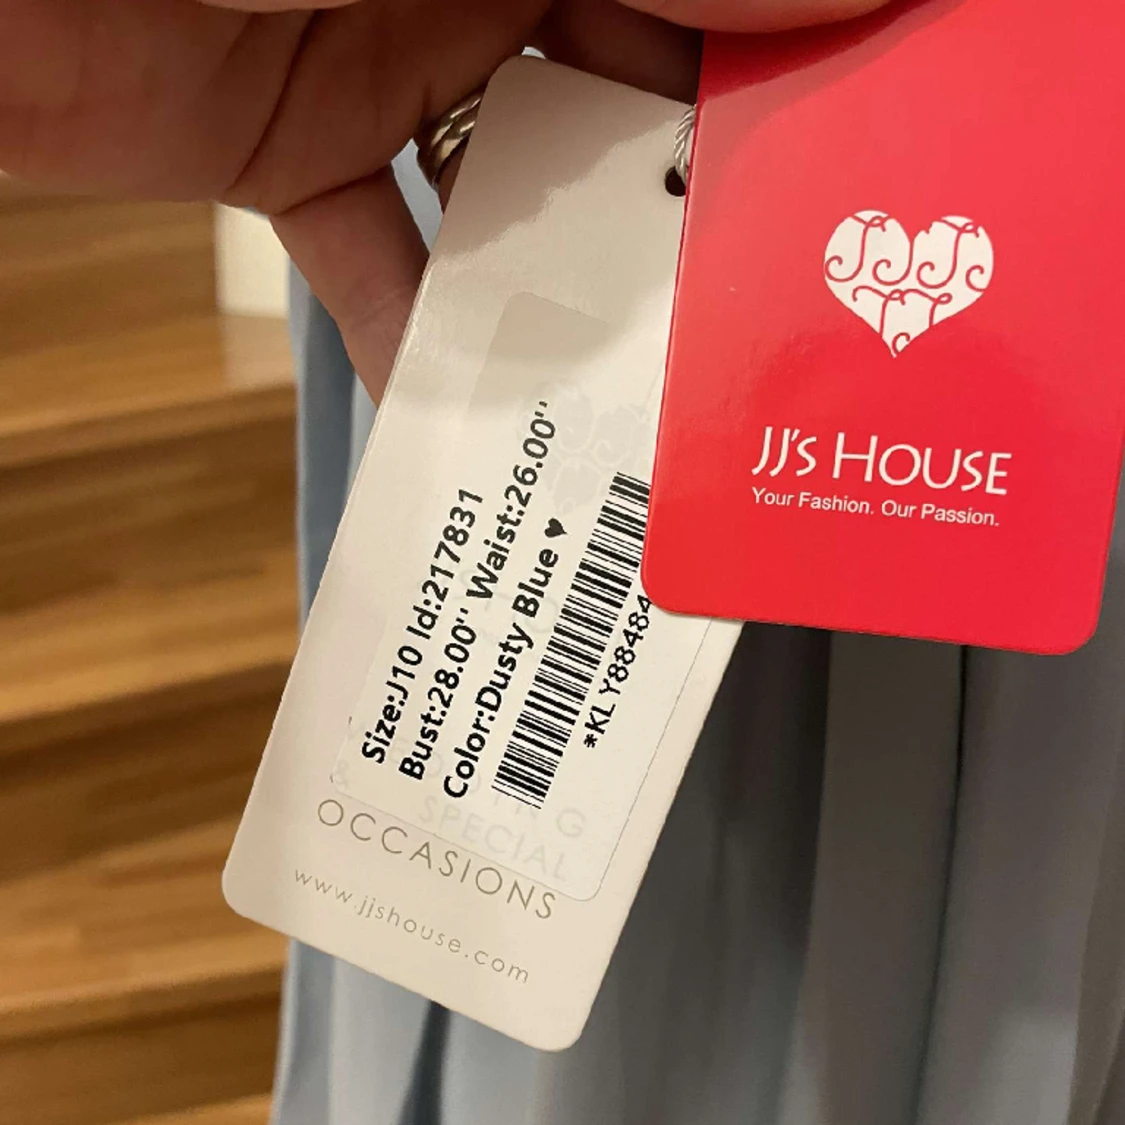 Size:J10 Id:217831
Bust:28.00'' Waist:26.00''
Color:Dusty Blue ♥
*KLY88484
SPECIAL
OCCASIONS
www.jjshouse.com
JJ's HOUSE
Your Fashion. Our Passion.